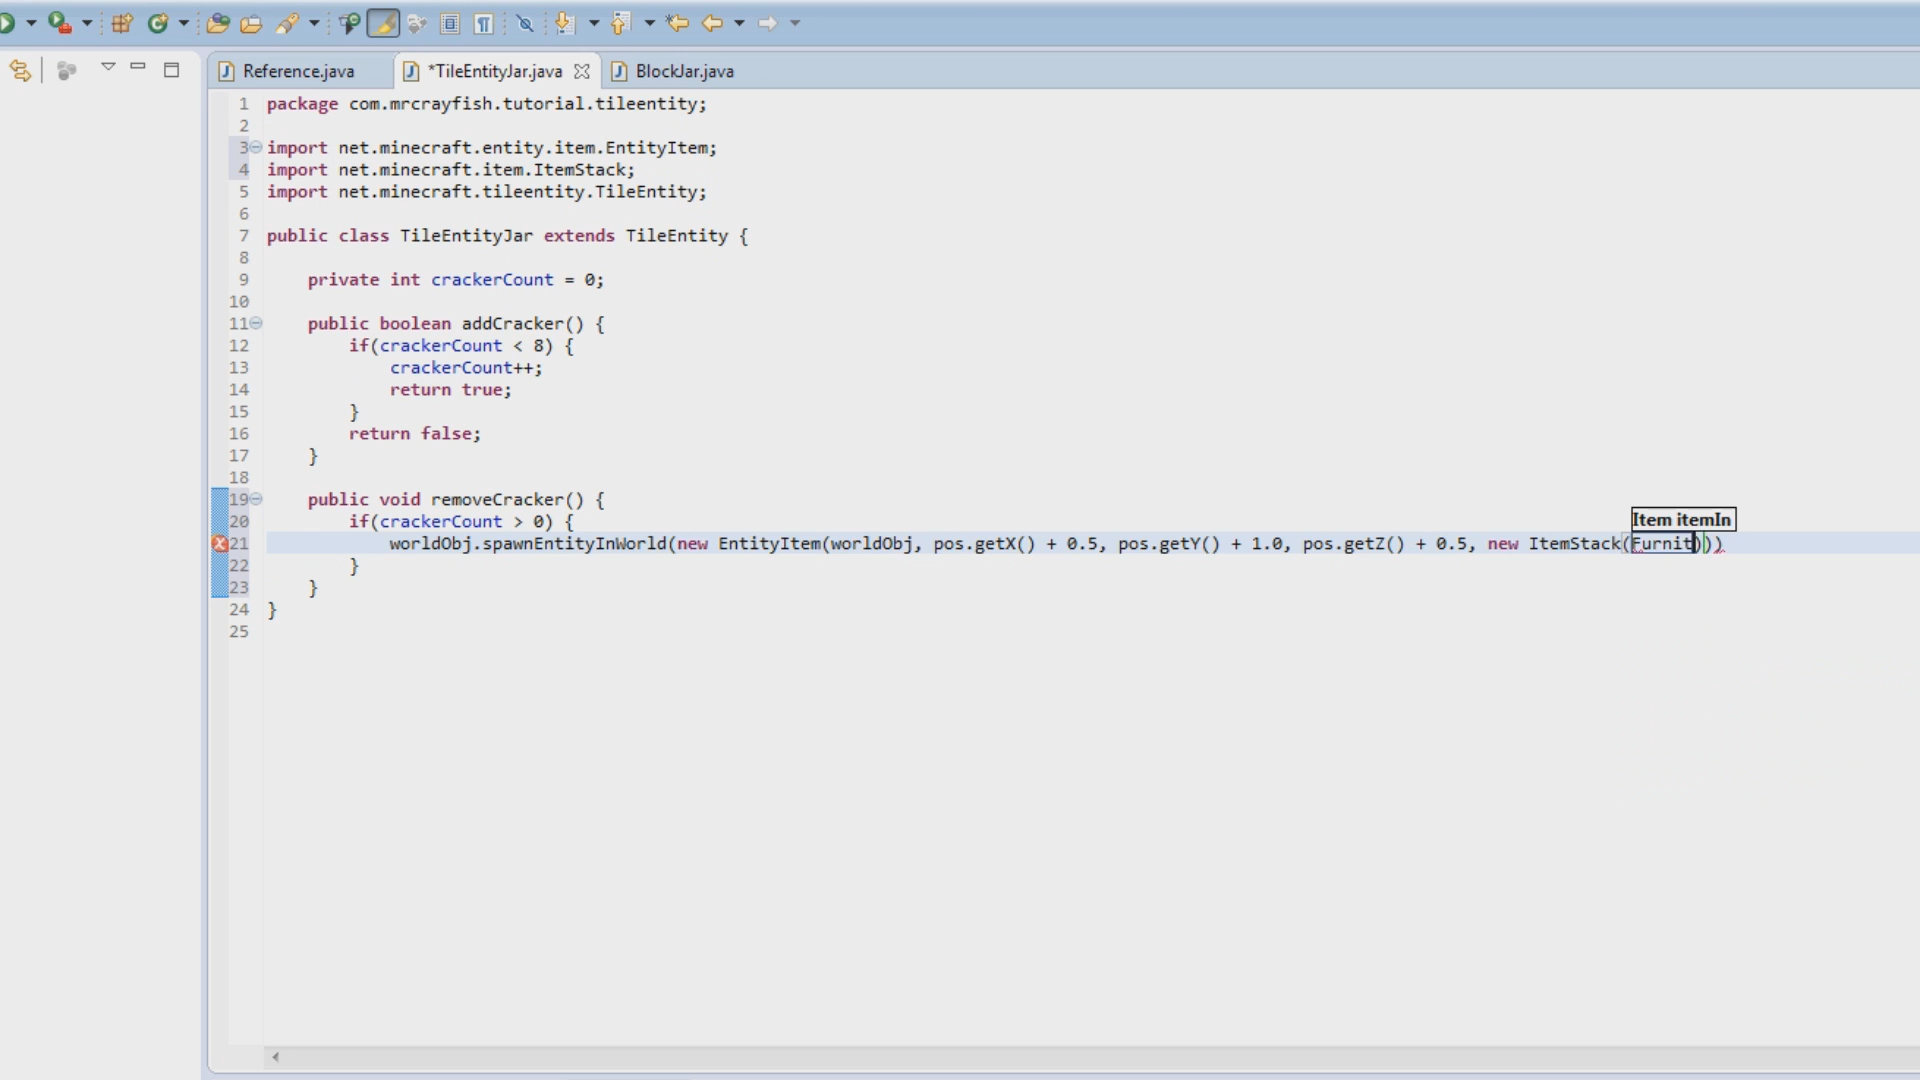 Reference.java *TileEntityJar.java BlockJar.java
1 package com.mrcrayfish.tutorial.tileentity;
2
3 import net.minecraft.entity.item.EntityItem;
4 import net.minecraft.item.ItemStack;
5 import net.minecraft.tileentity.TileEntity;
6
7 public class TileEntityJar extends TileEntity {
8
9 private int crackerCount = 0;
10
11 public boolean addCracker() {
12 if(crackerCount < 8) {
13 crackerCount++;
14 return true;
15 }
16 return false;
17 }
18
19 public void removeCracker() {
Item itemIn
20 if(crackerCount > 0) {
21 worldObj.spawnEntityInWorld(new EntityItem(worldObj, pos.getX() + 0.5, pos.getY() + 1.0, pos.getZ() + 0.5, new ItemStack(Furnit)))
22 }
23 }
24 }
25